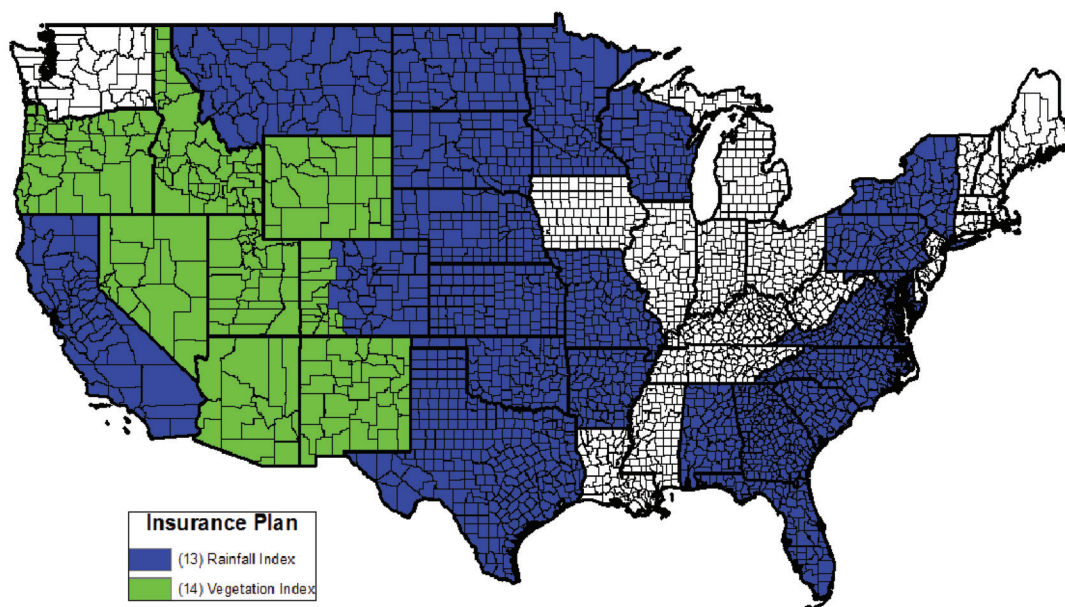 Insurance Plan
(13) Rainfall Index
(14) Vegetation Index